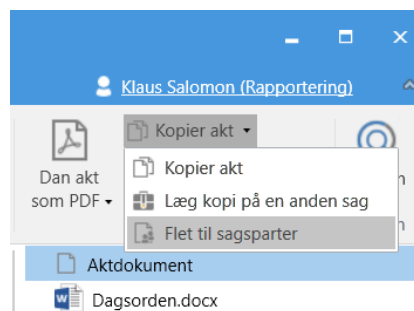 Klaus Salomon (Rapportering)
Kopier akt
Dan akt
som PDF
Kopier akt
Læg kopi på en anden sag
Flet til sagsparter
Aktdokument
Dagsorden.docx